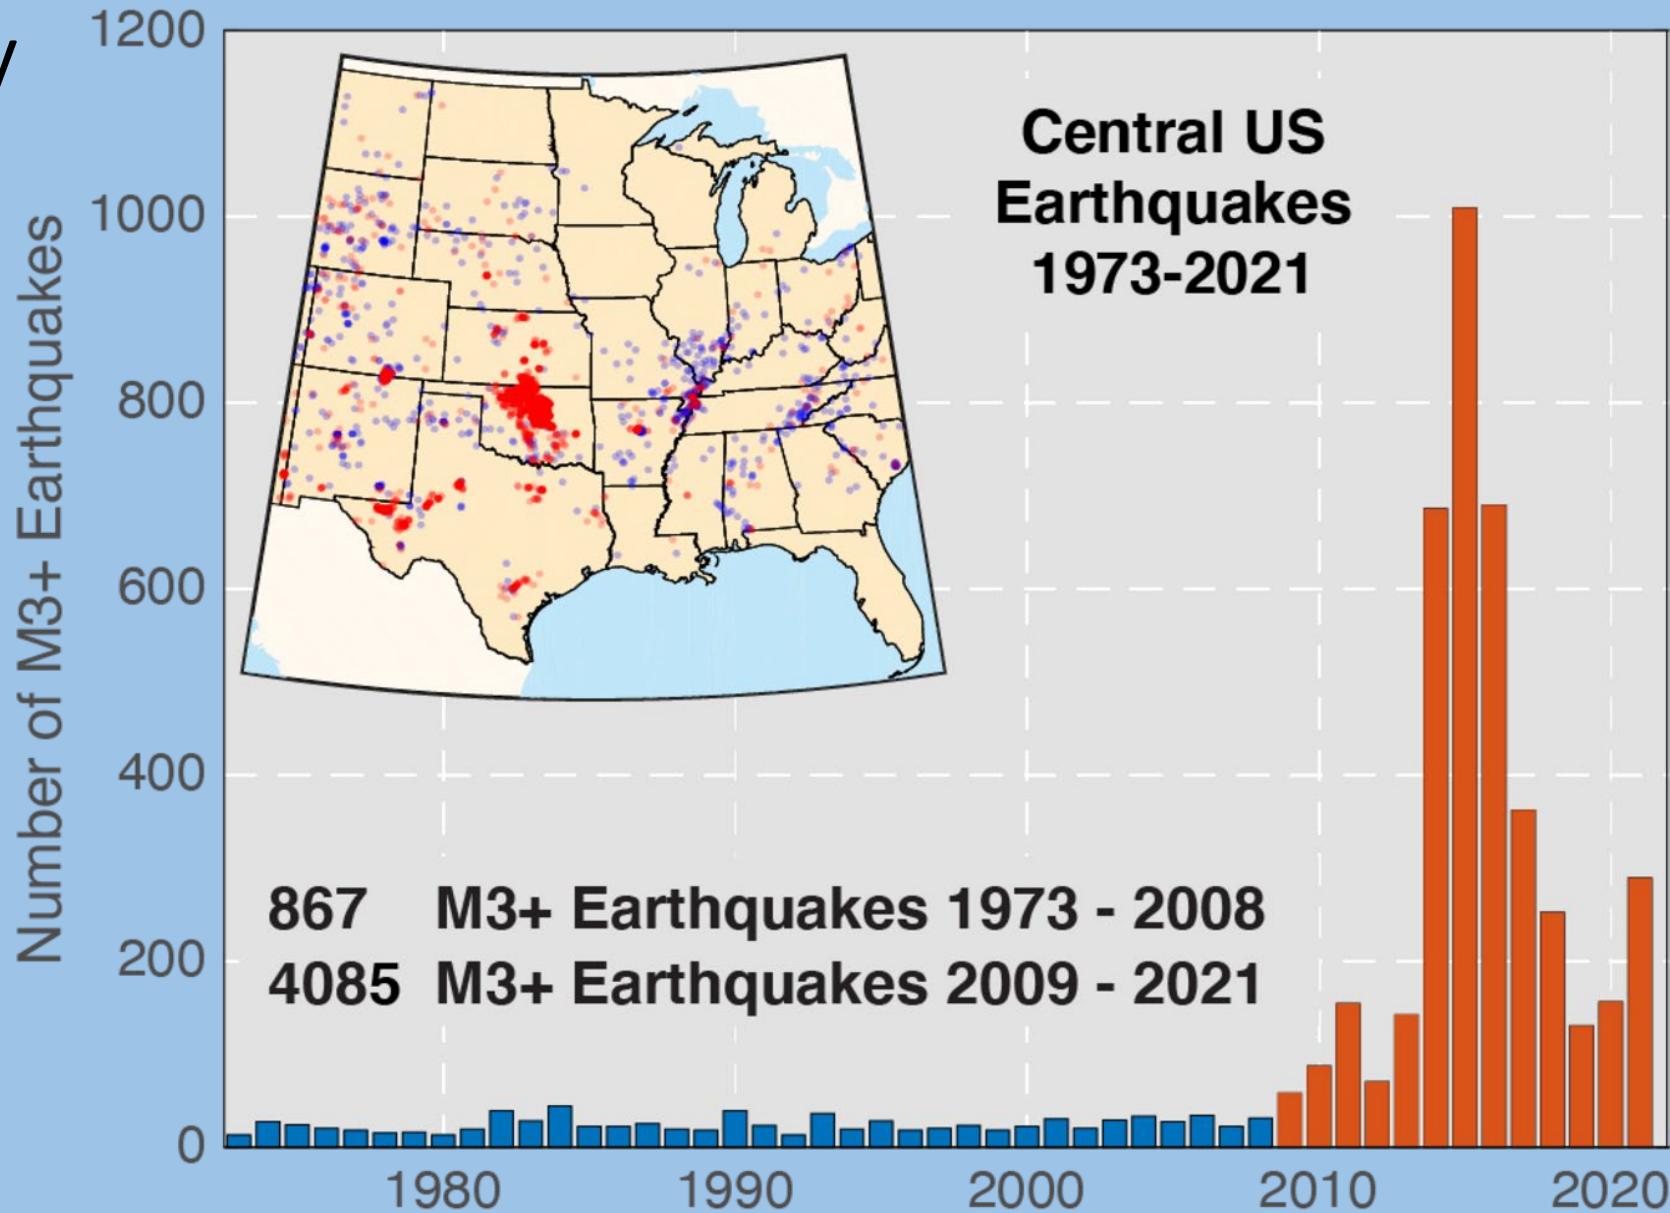 y
1200
1000
800
600
400
200
0
Number of M3+ Earthquakes
Central US
Earthquakes
1973-2021
867 M3+ Earthquakes 1973 - 2008
4085 M3+ Earthquakes 2009 - 2021
1980 1990 2000 2010 2020